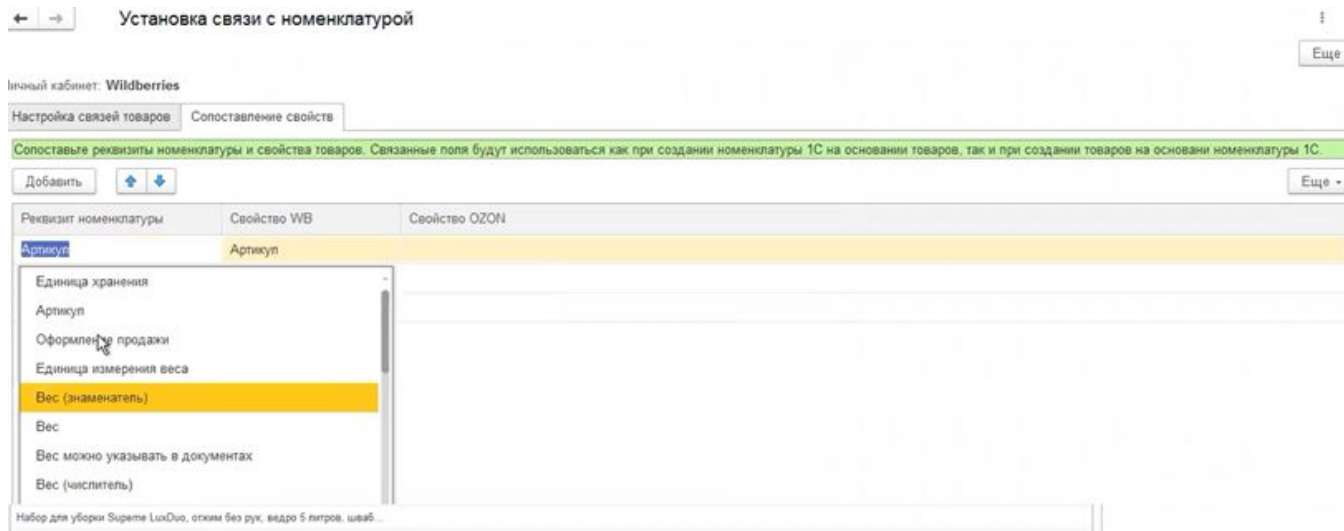 Установка связи с номенклатурой
Еще
ичный кабинет: Wildberries
Настройка связей товаров Сопоставление свойств
Сопоставьте реквизиты номенклатуры и свойства товаров. Связанные поля будут использоваться как при создании номенклатуры 1С на основании товаров, так и при создании товаров на основани номенклатуры 1С.
Добавить Еще
Реквизит номенклатуры Свойство WB Свойство OZON
Артикул Артикул
Единица хранения
Артикул
Оформление продажи
Единица измерения веса
Вес (знаменатель)
Вес
Вес можно указывать в документах
Вес (числитель)
Набор для уборки Supeme LuxDuo, отжим без рук, ведро 5 литров, шваб...